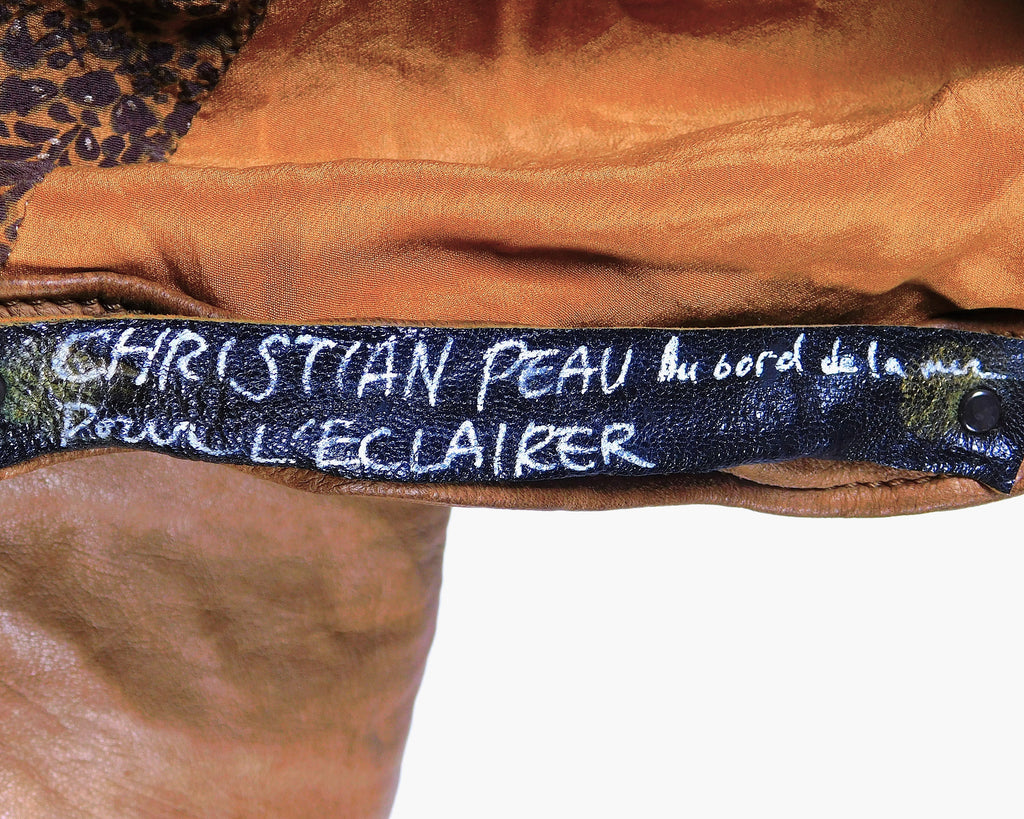 CHRISTIAN PEAU Au bord de la mer
Pour L'ECLAIRER